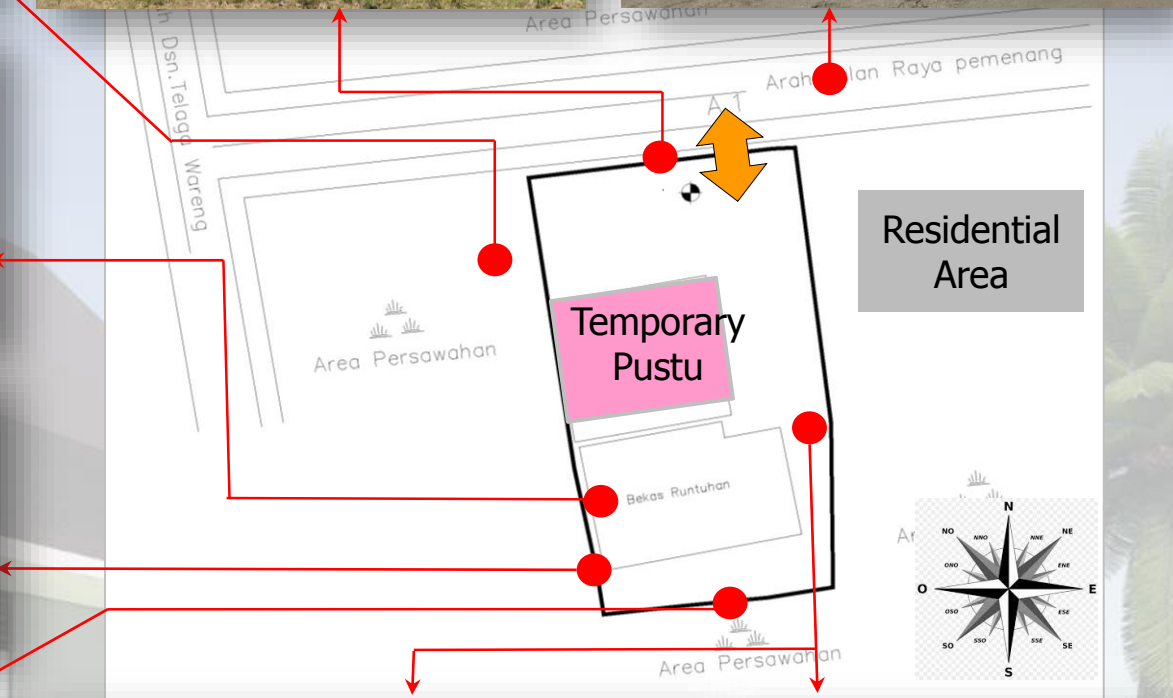 Area Persawahan
Arah Jalan Raya pemenang
A 1
Dsn.Telaga Wareng
Residential
Area
Temporary
Pustu
Area Persawahan
Bekas Runtuhan
Area Persawahan
N
NNO
NNE
NO
NE
ONO
ENE
O
E
OSO
ESE
SO
SE
SSO
SSE
S